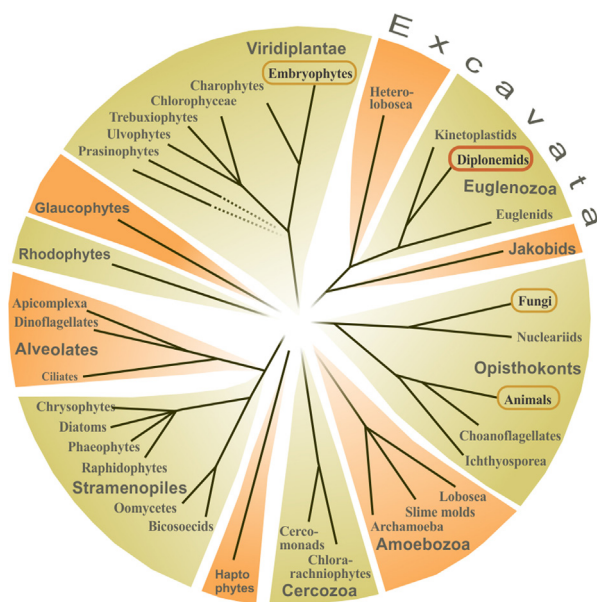 Excavata
Viridiplantae
Embryophytes
Charophytes
Chlorophyceae
Trebuxiophytes
Ulvophytes
Prasinophytes
Hetero-
lobosea
Kinetoplastids
Diplonemids
Euglenozoa
Euglenids
Jakobids
Glaucophytes
Rhodophytes
Fungi
Nucleariids
Opisthokonts
Animals
Choanoflagellates
Ichthyosporea
Apicomplexa
Dinoflagellates
Alveolates
Ciliates
Chrysophytes
Diatoms
Phaeophytes
Raphidophytes
Stramenopiles
Oomycetes
Bicosoecids
Hapto
phytes
Cerco-
monads
Chlora-
rachniophytes
Cercozoa
Lobosea
Slime molds
Archamoeba
Amoebozoa